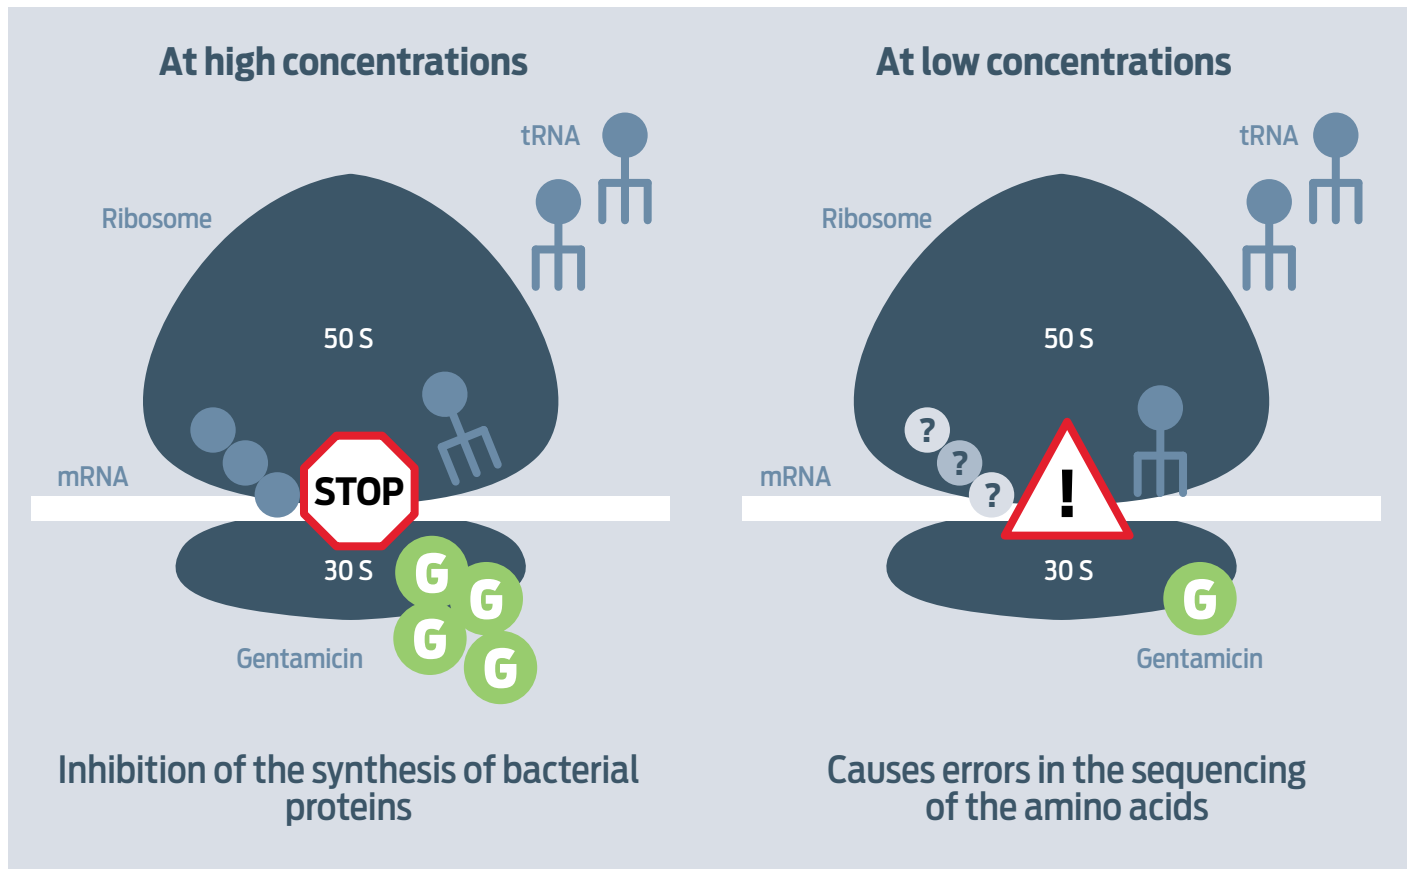 At high concentrations
tRNA
Ribosome
50 S
mRNA
STOP
30 S
G
G
G
G
Gentamicin
Inhibition of the synthesis of bacterial
proteins
At low concentrations
tRNA
Ribosome
50 S
?
?
?
mRNA
!
30 S
G
Gentamicin
Causes errors in the sequencing
of the amino acids